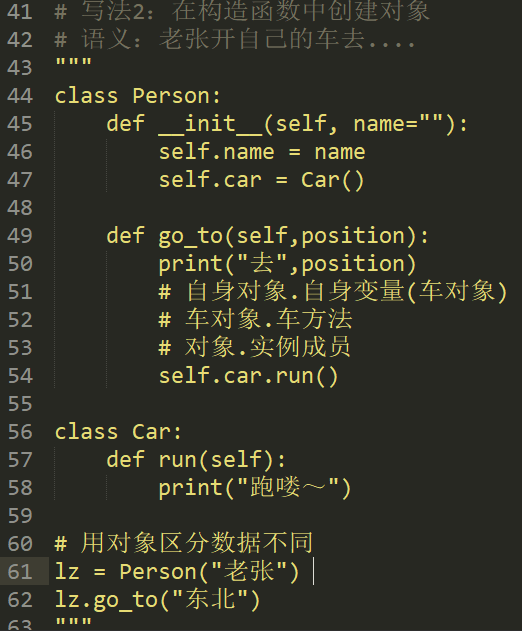 41 # 写法2: 在构造函数中创建对象
42 # 语义: 老张开自己的车去....
43 """
44 class Person:
45     def __init__(self, name=""):
46         self.name = name
47         self.car = Car()
48
49     def go_to(self,position):
50         print("去",position)
51         # 自身对象.自身变量(车对象)
52         # 车对象.车方法
53         # 对象.实例成员
54         self.car.run()
55
56 class Car:
57     def run(self):
58         print("跑喽～")
59
60 # 用对象区分数据不同
61 lz = Person("老张")
62 lz.go_to("东北")
63 """